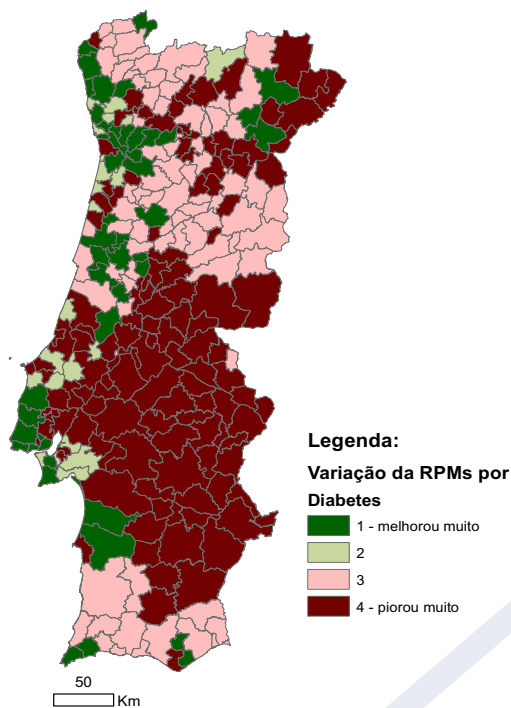 Legenda:
Variação da RPMs por
Diabetes
1 - melhorou muito
2
3
4 - piorou muito
50
Km